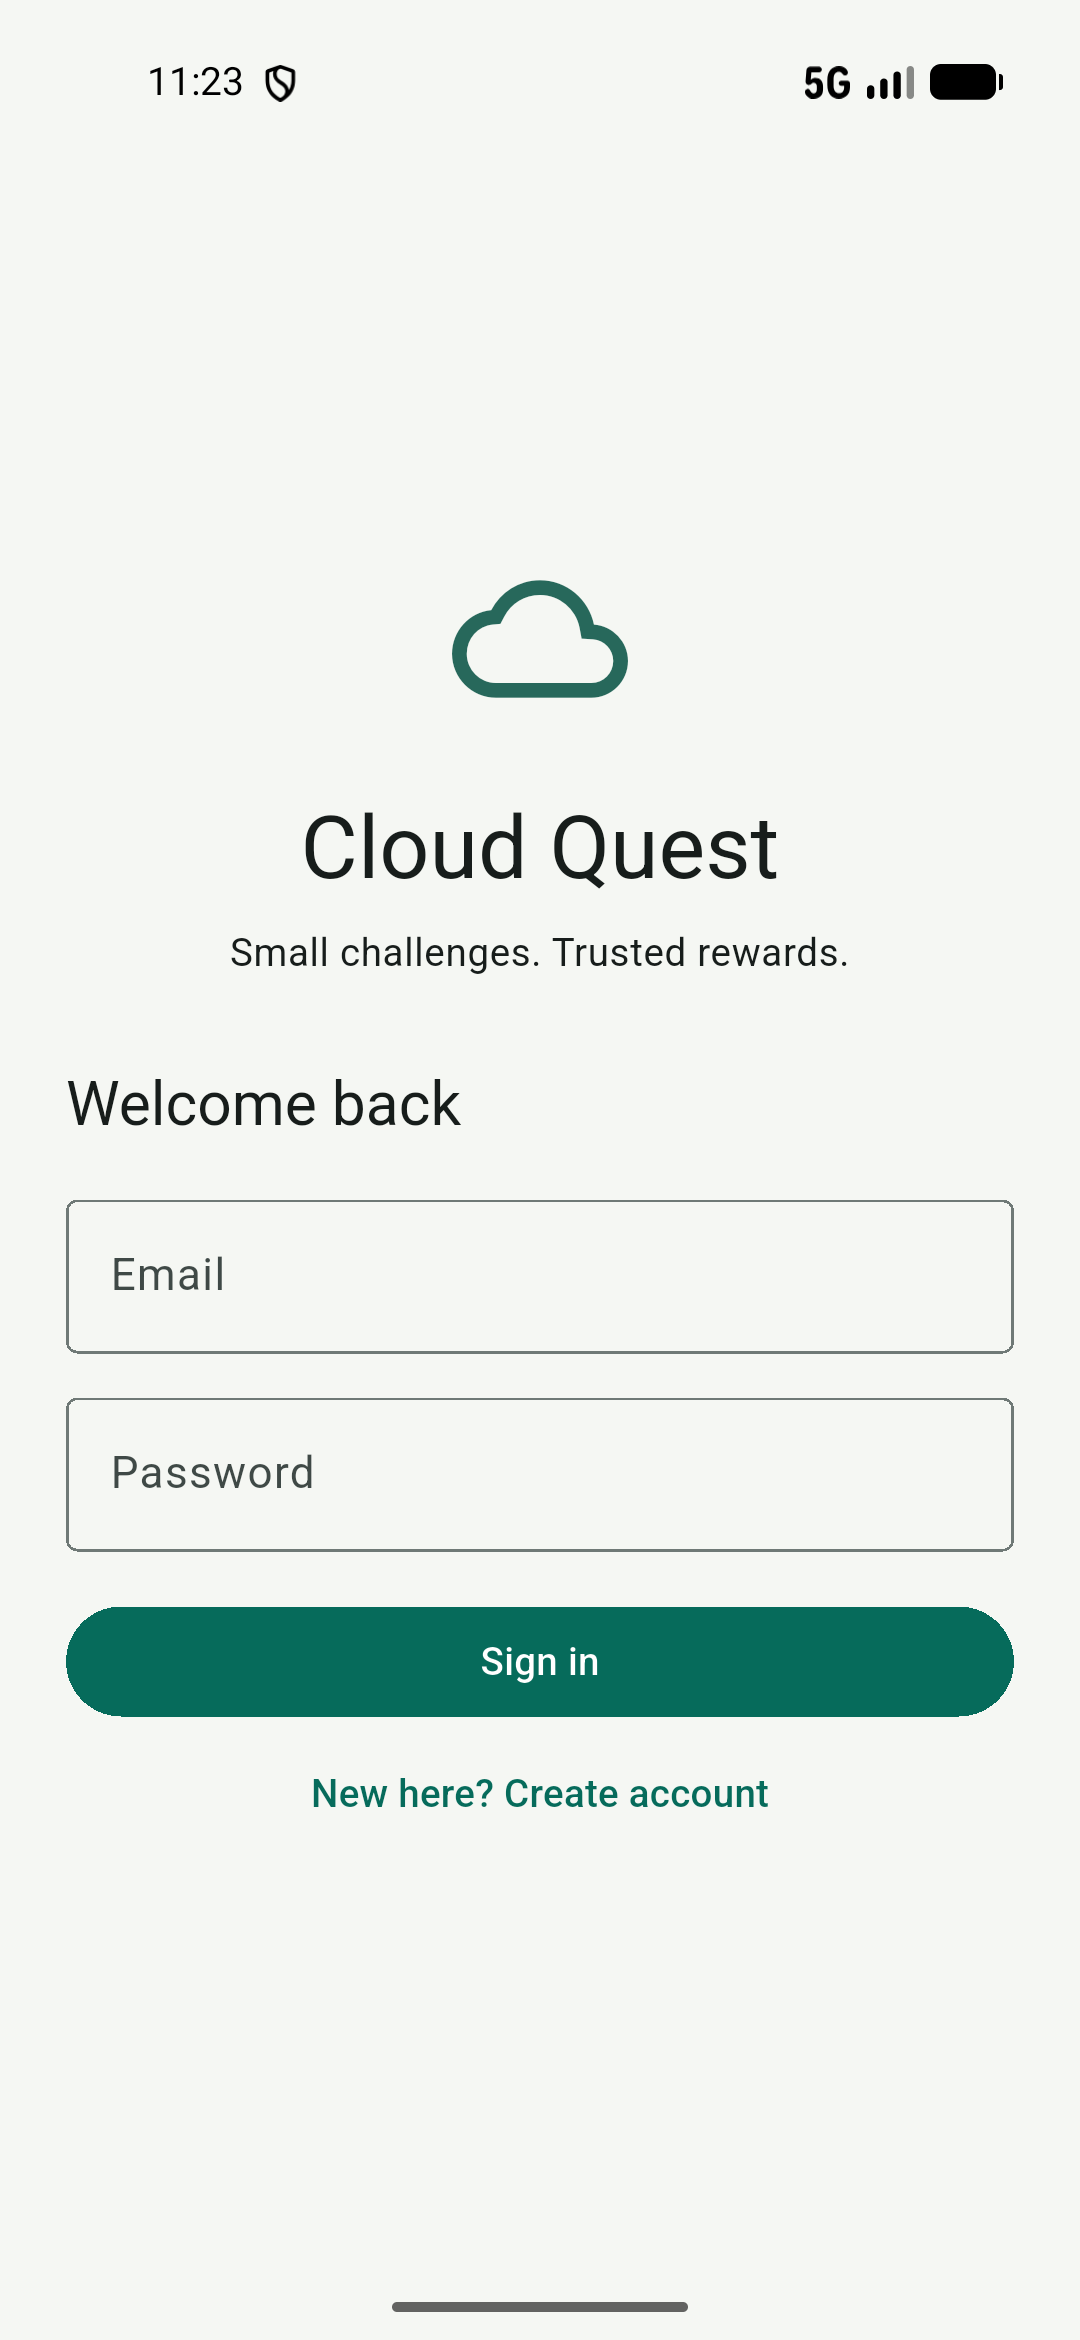 11:23
5G
Cloud Quest
Small challenges. Trusted rewards.
Welcome back
Email
Password
Sign in
New here? Create account